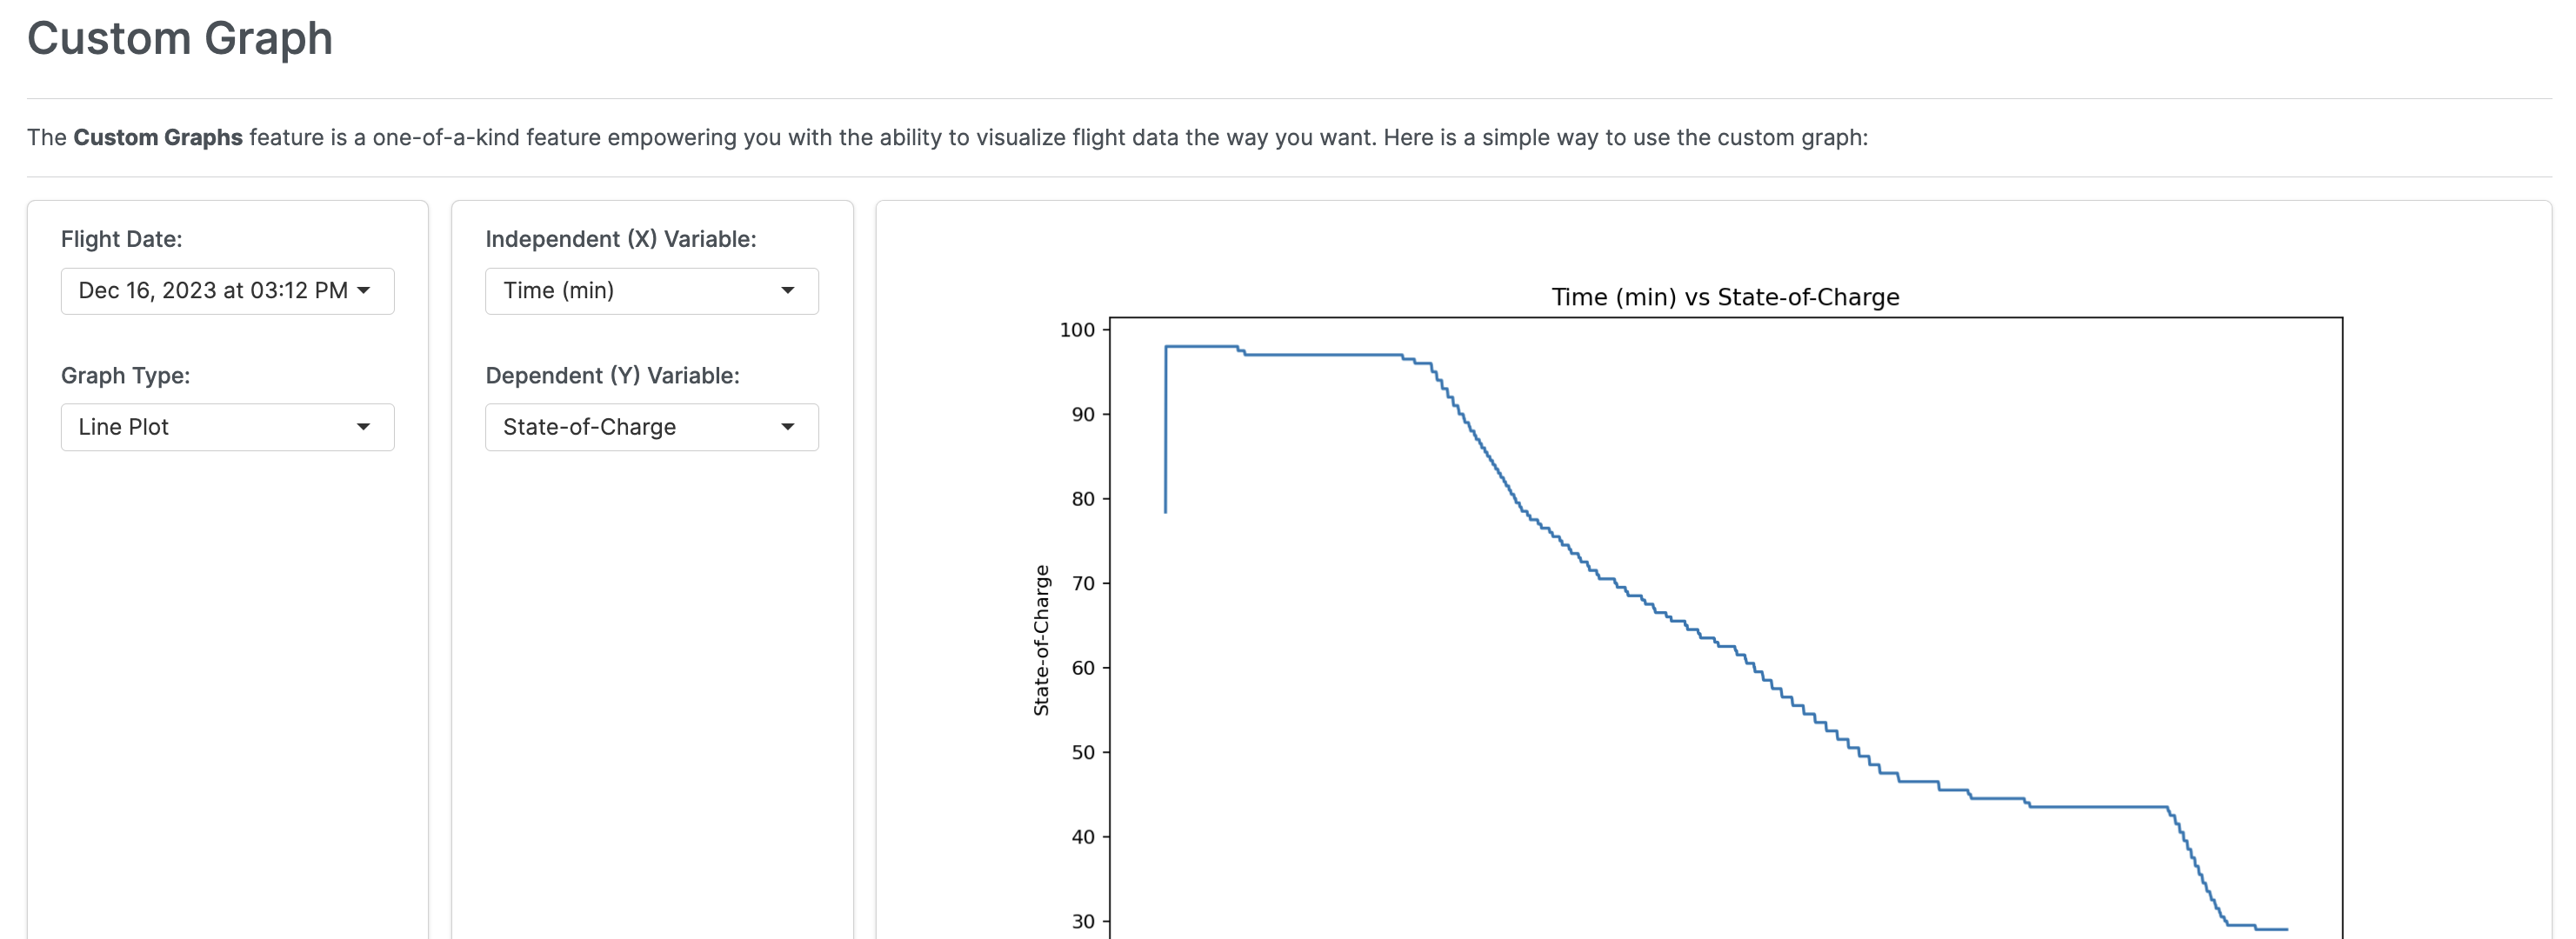 Custom Graph
The Custom Graphs feature is a one-of-a-kind feature empowering you with the ability to visualize flight data the way you want. Here is a simple way to use the custom graph:
Flight Date:
Dec 16, 2023 at 03:12 PM
Graph Type:
Line Plot
Independent (X) Variable:
Time (min)
Dependent (Y) Variable:
State-of-Charge
Time (min) vs State-of-Charge
100
90
80
70
60
50
40
30
State-of-Charge